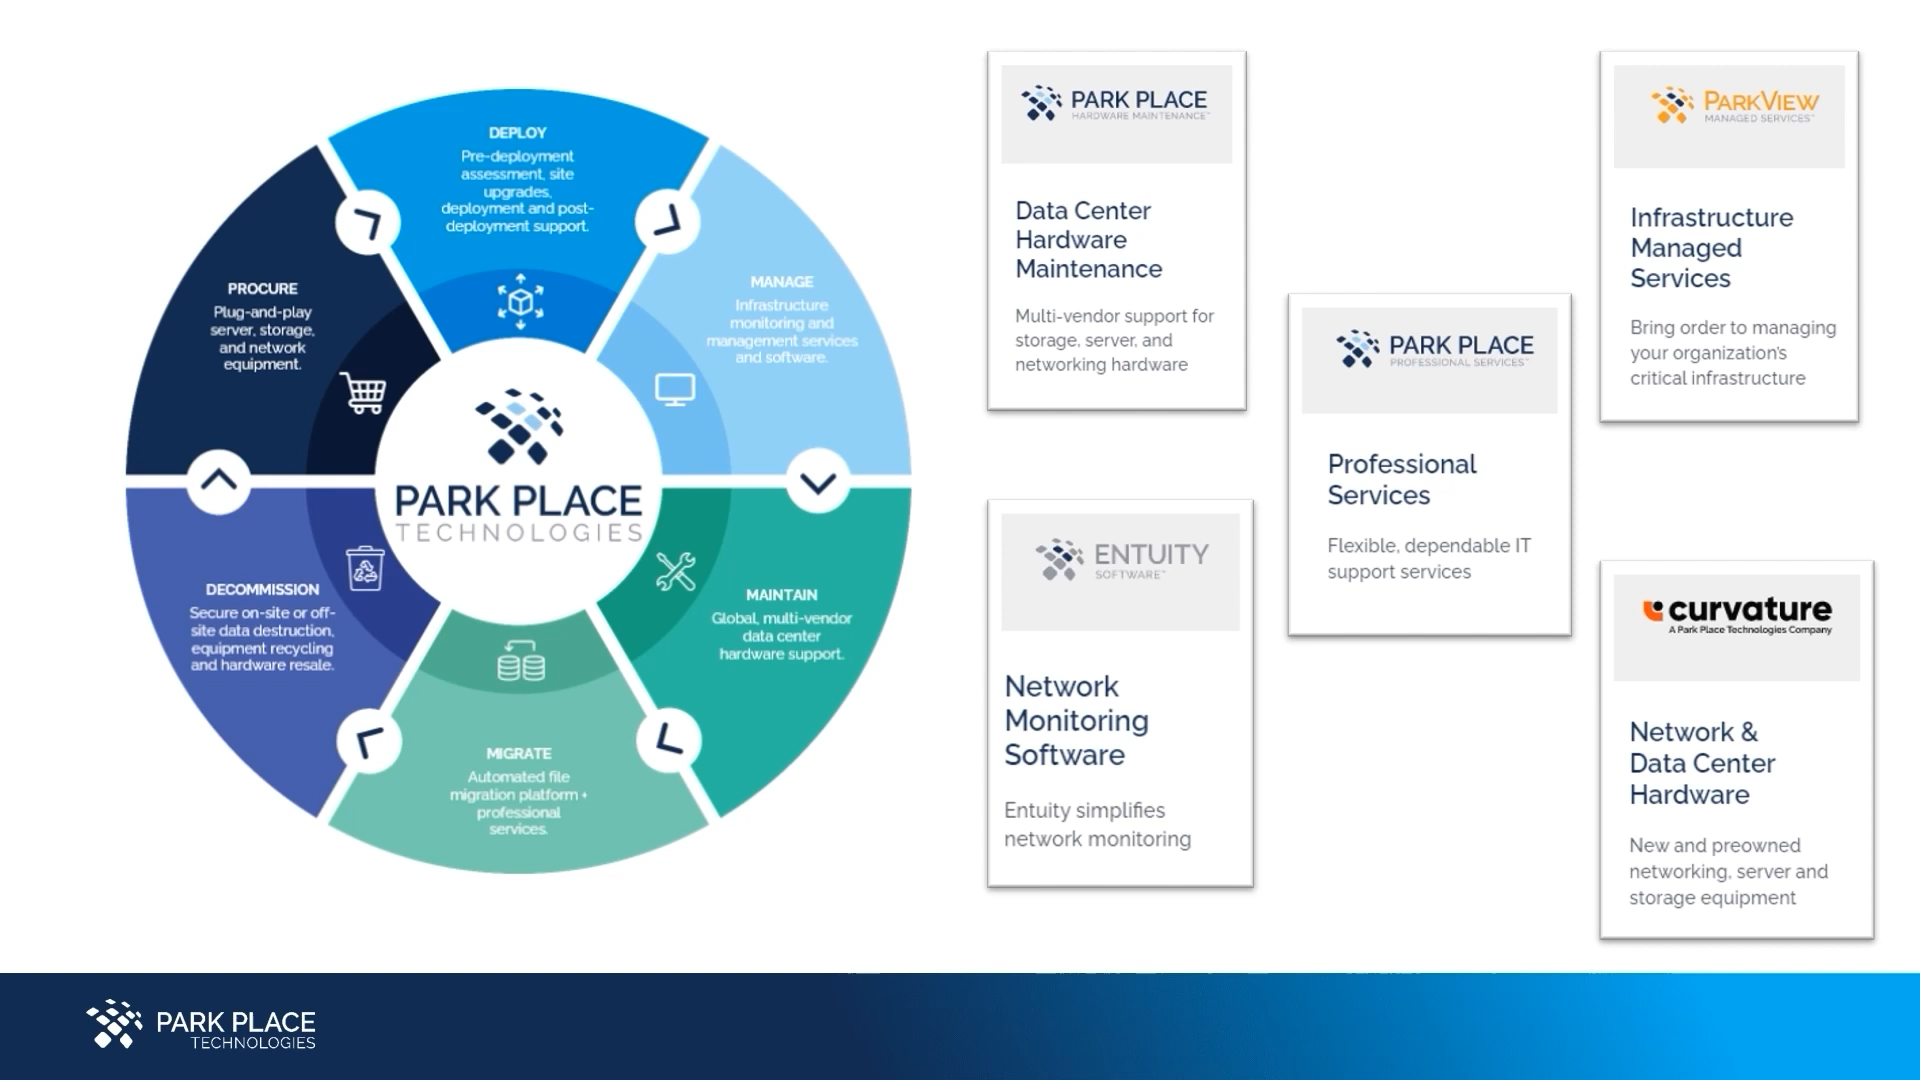 DEPLOY
Pre-deployment
assessment, site
upgrades,
deployment and post-
deployment support.
MANAGE
Infrastructure
monitoring and
management services
and software.
MAINTAIN
Global, multi-vendor
data center
hardware support.
MIGRATE
Automated file
migration platform +
professional
services.
DECOMMISSION
Secure on-site or off-
site data destruction,
equipment recycling
and hardware resale.
PROCURE
Plug-and-play
server, storage,
and network
equipment.
PARK PLACE
TECHNOLOGIES
PARK PLACE
HARDWARE MAINTENANCE™
Data Center
Hardware
Maintenance
Multi-vendor support for
storage, server, and
networking hardware
ENTUITY
SOFTWARE™
Network
Monitoring
Software
Entuity simplifies
network monitoring
PARK PLACE
PROFESSIONAL SERVICES™
Professional
Services
Flexible, dependable IT
support services
PARKVIEW
MANAGED SERVICES™
Infrastructure
Managed
Services
Bring order to managing
your organization's
critical infrastructure
curvature
A Park Place Technologies Company
Network &
Data Center
Hardware
New and preowned
networking, server and
storage equipment
PARK PLACE
TECHNOLOGIES